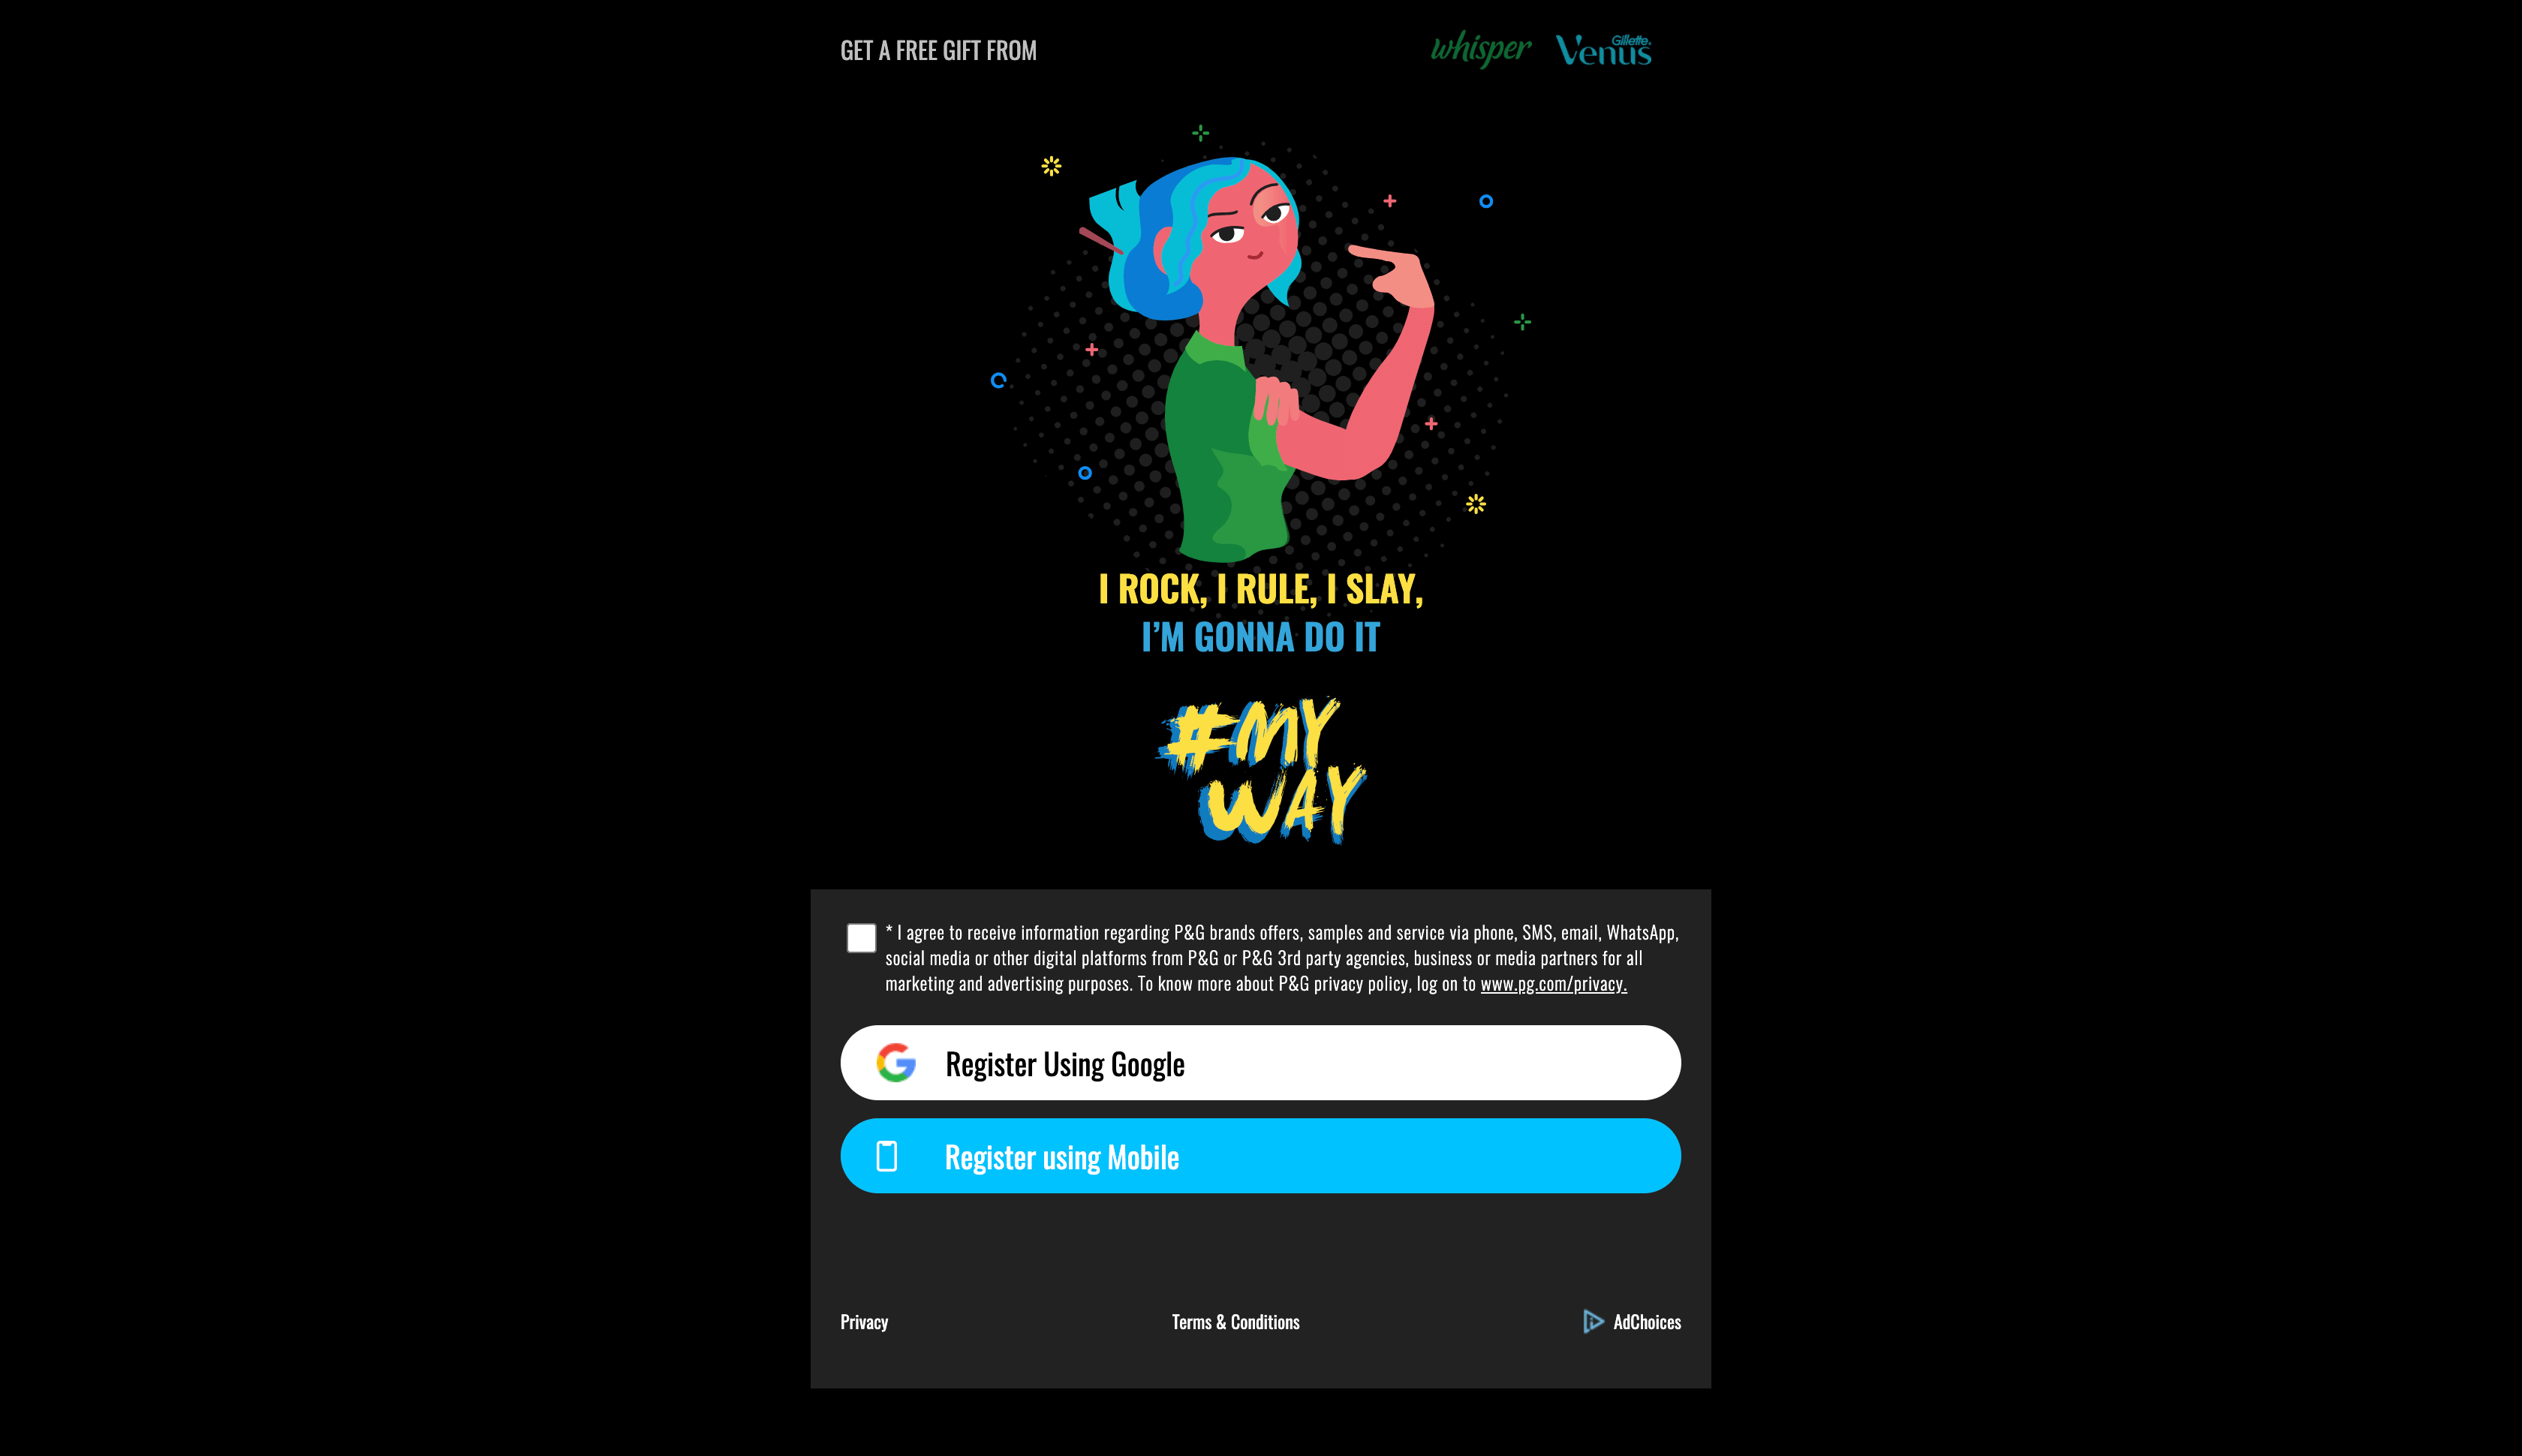 GET A FREE GIFT FROM
whisper
Gillette
Venus
I ROCK, I RULE, I SLAY,
I’M GONNA DO IT
#MY
WAY
* I agree to receive information regarding P&G brands offers, samples and service via phone, SMS, email, WhatsApp,
social media or other digital platforms from P&G or P&G 3rd party agencies, business or media partners for all
marketing and advertising purposes. To know more about P&G privacy policy, log on to www.pg.com/privacy.
Register Using Google
Register using Mobile
Privacy
Terms & Conditions
AdChoices